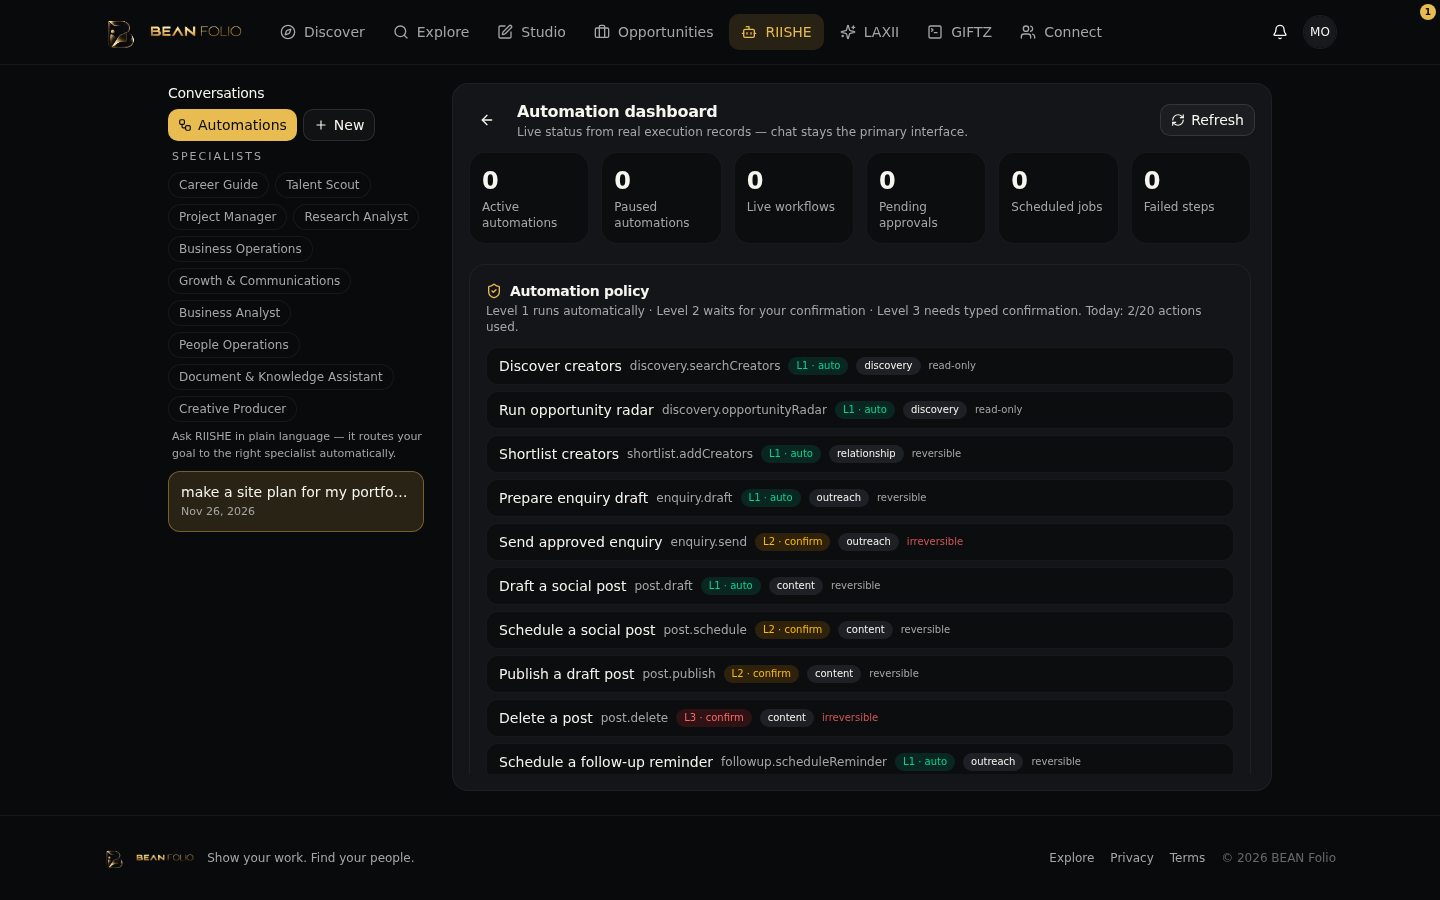 BEAN FOLIO
Discover
Explore
Studio
Opportunities
RIISHE
LAXII
GIFTZ
Connect
MO
1
Conversations
Automations
New
SPECIALISTS
Career Guide
Talent Scout
Project Manager
Research Analyst
Business Operations
Growth & Communications
Business Analyst
People Operations
Document & Knowledge Assistant
Creative Producer
Ask RIISHE in plain language — it routes your
goal to the right specialist automatically.
make a site plan for my portfo...
Nov 26, 2026
Automation dashboard
Live status from real execution records — chat stays the primary interface.
Refresh
0
Active
automations
0
Paused
automations
0
Live workflows
0
Pending
approvals
0
Scheduled jobs
0
Failed steps
Automation policy
Level 1 runs automatically · Level 2 waits for your confirmation · Level 3 needs typed confirmation. Today: 2/20 actions
used.
Discover creators discovery.searchCreators L1 · auto discovery read-only
Run opportunity radar discovery.opportunityRadar L1 · auto discovery read-only
Shortlist creators shortlist.addCreators L1 · auto relationship reversible
Prepare enquiry draft enquiry.draft L1 · auto outreach reversible
Send approved enquiry enquiry.send L2 · confirm outreach irreversible
Draft a social post post.draft L1 · auto content reversible
Schedule a social post post.schedule L2 · confirm content reversible
Publish a draft post post.publish L2 · confirm content reversible
Delete a post post.delete L3 · confirm content irreversible
Schedule a follow-up reminder followup.scheduleReminder L1 · auto outreach reversible
BEAN FOLIO
Show your work. Find your people.
Explore
Privacy
Terms
© 2026 BEAN Folio